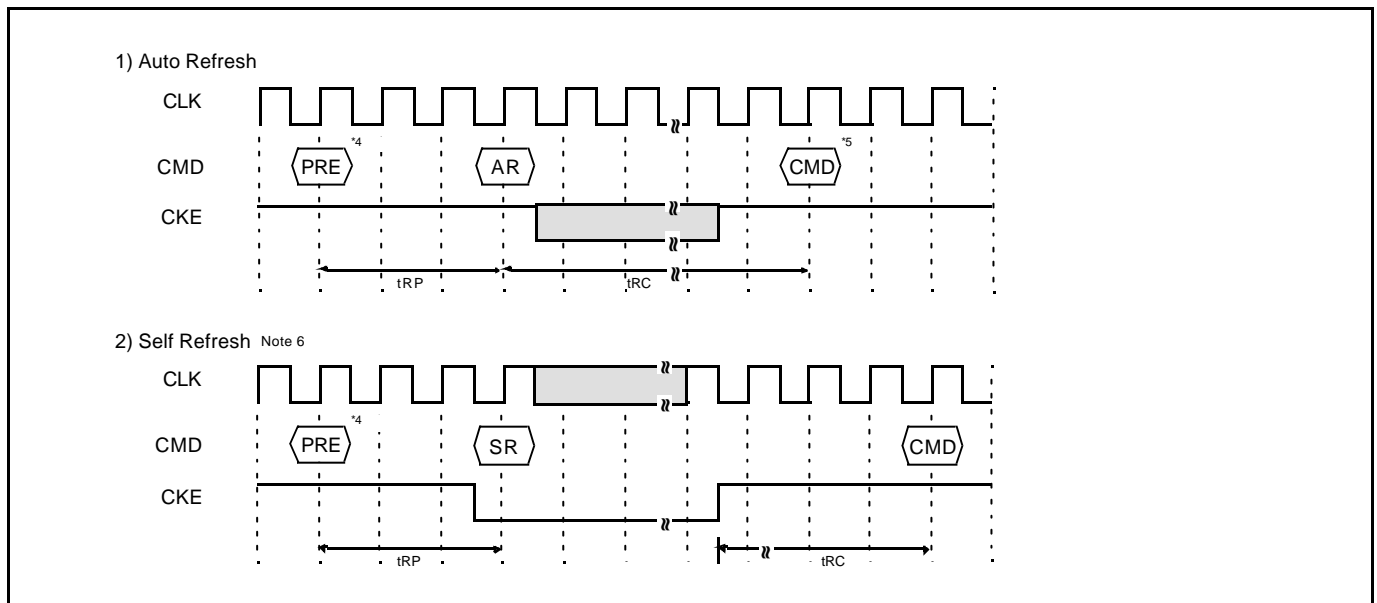 1) Auto Refresh
CLK
CMD
PRE
*4
AR
CMD
*5
CKE
tRP
tRC
2) Self Refresh Note 6
CLK
CMD
PRE
*4
SR
CMD
CKE
tRP
tRC